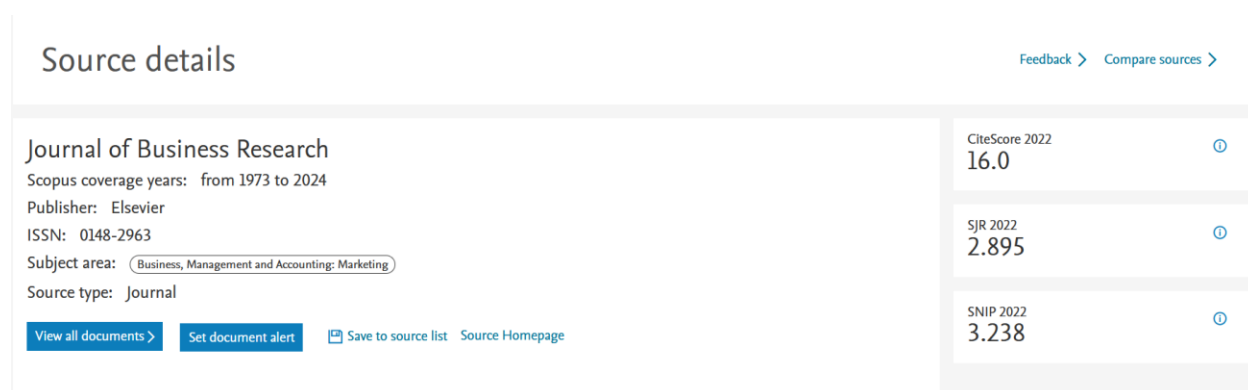 Source details
Feedback
Compare sources
Journal of Business Research
Scopus coverage years: from 1973 to 2024
Publisher: Elsevier
ISSN: 0148-2963
Subject area: Business, Management and Accounting: Marketing
Source type: Journal
View all documents
Set document alert
Save to source list
Source Homepage
CiteScore 2022
16.0
SJR 2022
2.895
SNIP 2022
3.238